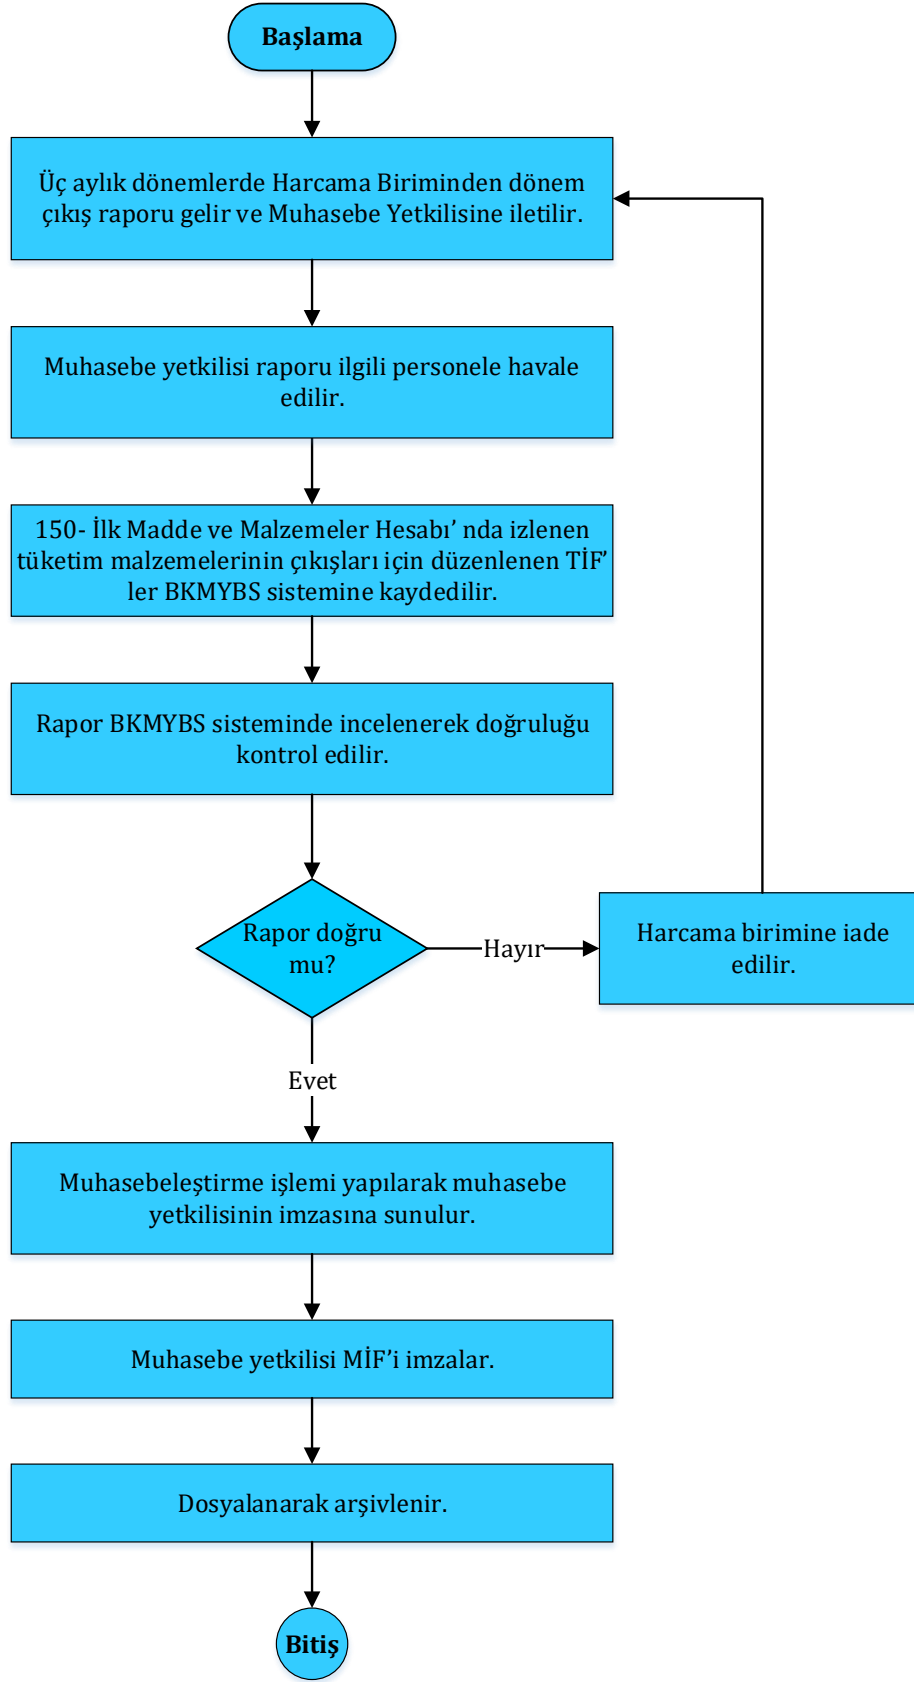 Başlama
Üç aylık dönemlerde Harcama Biriminden dönem
çıkış raporu gelir ve Muhasebe Yetkilisine iletilir.
Muhasebe yetkilisi raporu ilgili personele havale
edilir.
150- İlk Madde ve Malzemeler Hesabı’ nda izlenen
tüketim malzemelerinin çıkışları için düzenlenen TİF’
ler BKMYBS sistemine kaydedilir.
Rapor BKMYBS sisteminde incelenerek doğruluğu
kontrol edilir.
Rapor doğru
mu?
Hayır
Harcama birimine iade
edilir.
Evet
Muhasebeleştirme işlemi yapılarak muhasebe
yetkilisinin imzasına sunulur.
Muhasebe yetkilisi MİF’i imzalar.
Dosyalanarak arşivlenir.
Bitiş